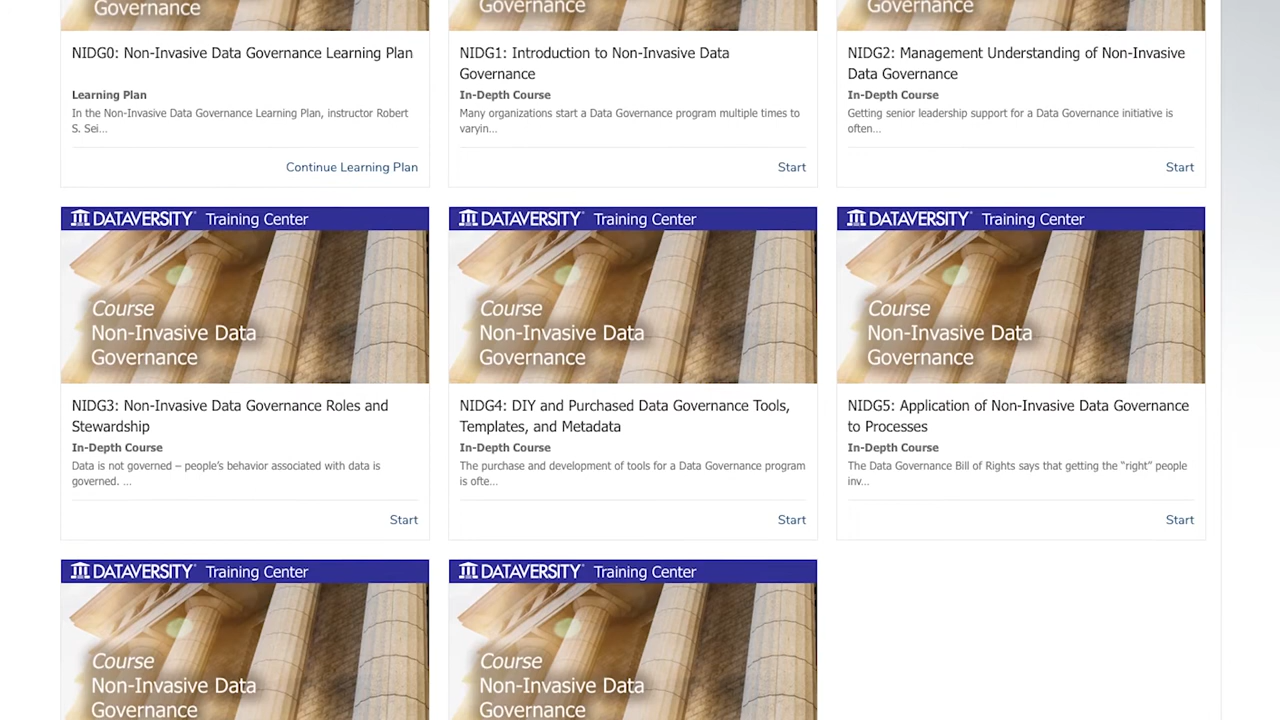 Governance
Governance
Governance
NIDG0: Non-Invasive Data Governance Learning Plan
Learning Plan
In the Non-Invasive Data Governance Learning Plan, instructor Robert
S. Sei...
Continue Learning Plan
NIDG1: Introduction to Non-Invasive Data
Governance
In-Depth Course
Many organizations start a Data Governance program multiple times to
varyin...
Start
NIDG2: Management Understanding of Non-Invasive
Data Governance
In-Depth Course
Getting senior leadership support for a Data Governance initiative is
often...
Start
DATAVERSITY Training Center
Course
Non-Invasive Data
Governance
NIDG3: Non-Invasive Data Governance Roles and
Stewardship
In-Depth Course
Data is not governed – people’s behavior associated with data is
governed. ...
Start
DATAVERSITY Training Center
Course
Non-Invasive Data
Governance
NIDG4: DIY and Purchased Data Governance Tools,
Templates, and Metadata
In-Depth Course
The purchase and development of tools for a Data Governance program
is ofte...
Start
DATAVERSITY Training Center
Course
Non-Invasive Data
Governance
NIDG5: Application of Non-Invasive Data Governance
to Processes
In-Depth Course
The Data Governance Bill of Rights says that getting the “right” people
inv...
Start
DATAVERSITY Training Center
Course
Non-Invasive Data
Governance
DATAVERSITY Training Center
Course
Non-Invasive Data
Governance